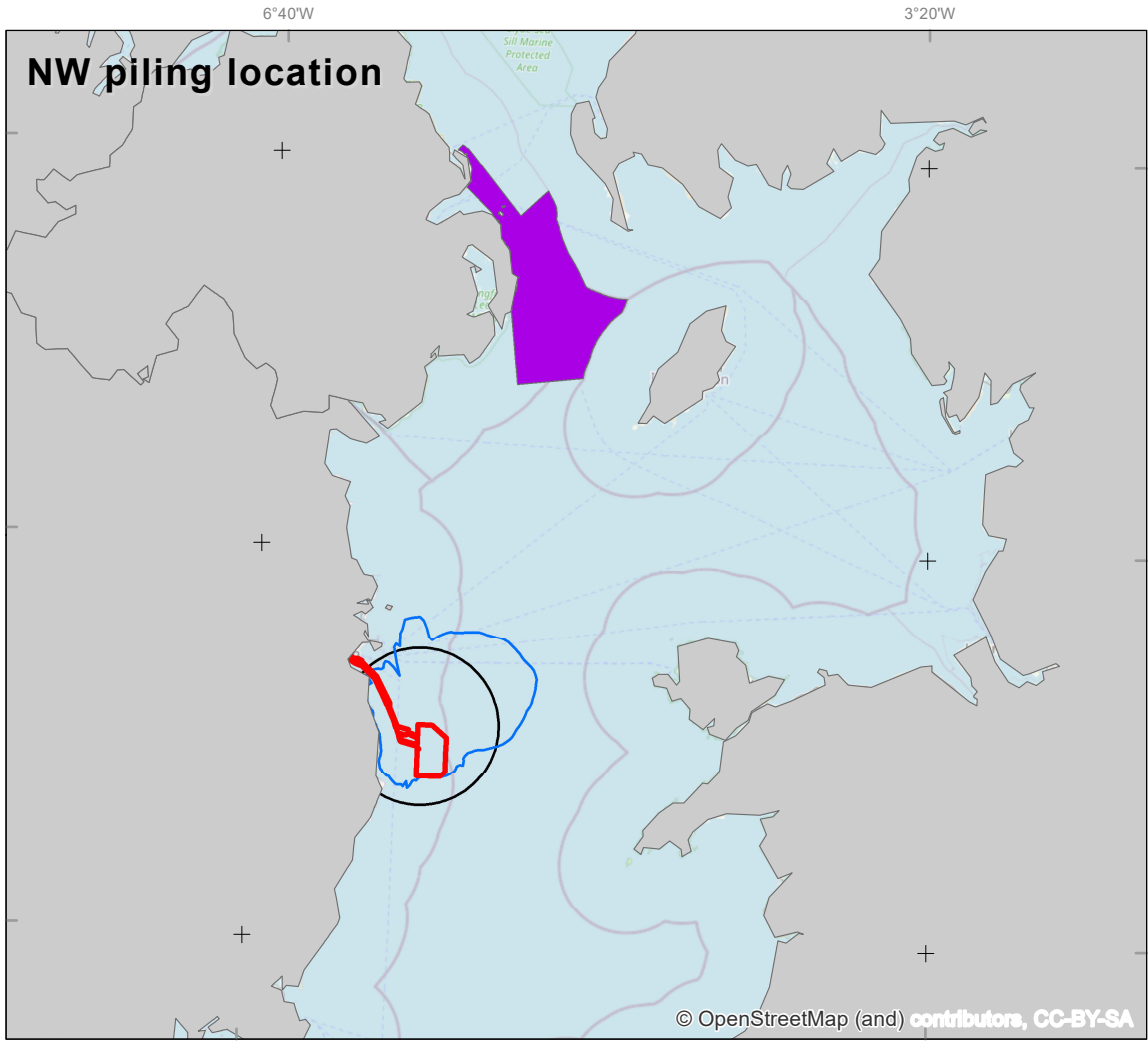 6°40'W
3°20'W
NW piling location
Sill Marine
Protected
Area
© OpenStreetMap (and) contributors, CC-BY-SA